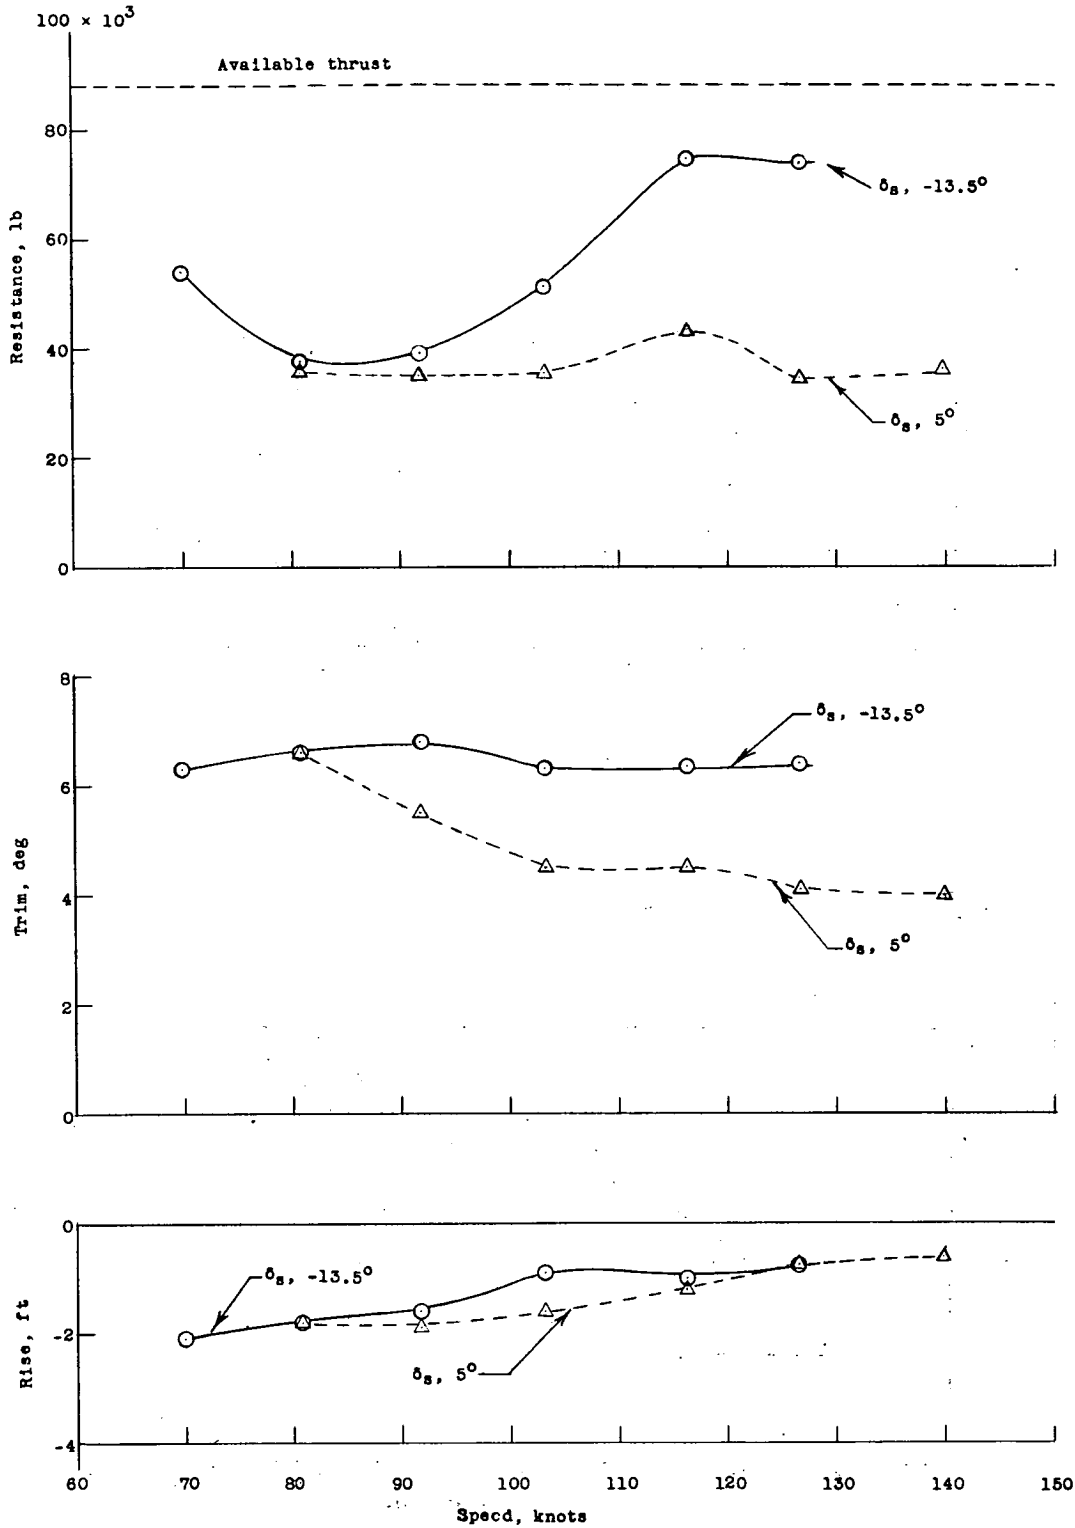 100 × 10³
Available thrust
80
δs, -13.5°
60
Resistance, lb
40
δs, 5°
20
0
8
δs, -13.5°
6
Trim, deg
4
δs, 5°
2
0
0
δs, -13.5°
Rise, ft
-2
δs, 5°
-4
60 70 80 90 100 110 120 130 140 150
Speed, knots